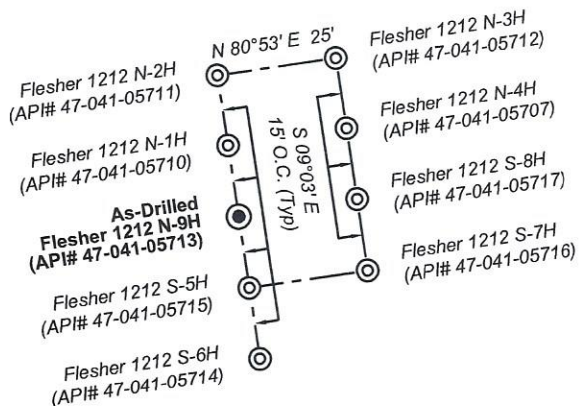 N 80°53' E 25'
Flesher 1212 N-2H
(API# 47-041-05711)
Flesher 1212 N-1H
(API# 47-041-05710)
As-Drilled
Flesher 1212 N-9H
(API# 47-041-05713)
Flesher 1212 S-5H
(API# 47-041-05715)
Flesher 1212 S-6H
(API# 47-041-05714)
S 09°03' E
15' O.C. (Typ)
Flesher 1212 N-3H
(API# 47-041-05712)
Flesher 1212 N-4H
(API# 47-041-05707)
Flesher 1212 S-8H
(API# 47-041-05717)
Flesher 1212 S-7H
(API# 47-041-05716)